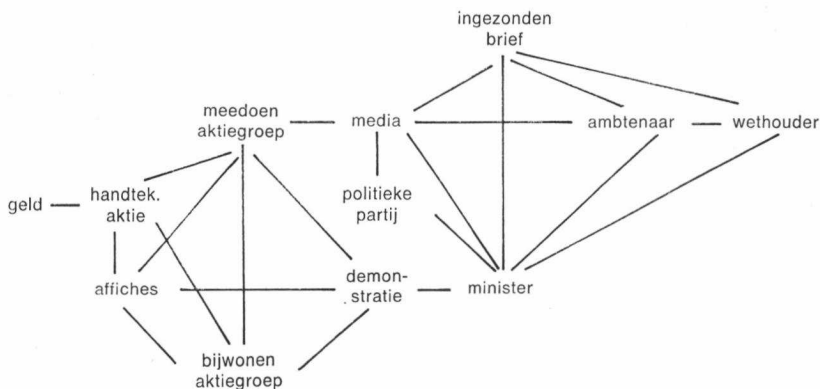 ingezonden
brief
meedoen
aktiegroep
media
ambtenaar
wethouder
geld
handtek.
aktie
politieke
partij
affiches
demon-
stratie
minister
bijwonen
aktiegroep